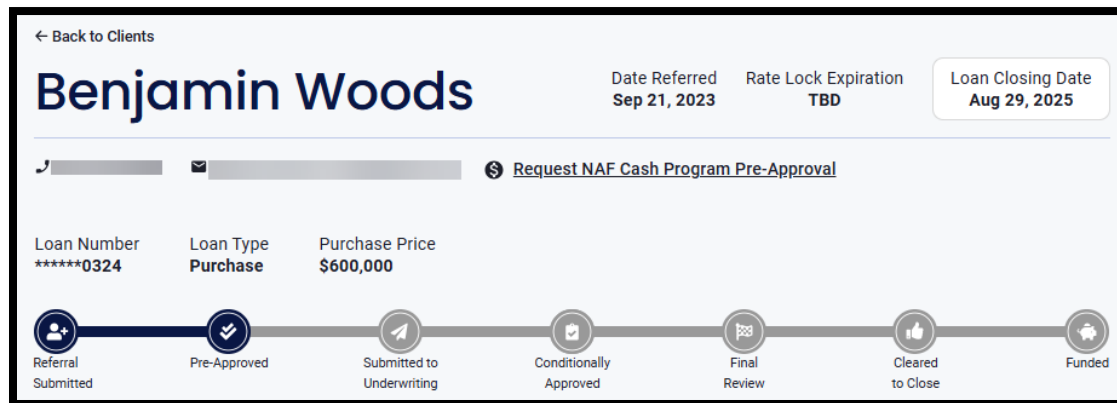 ← Back to Clients
Benjamin Woods
Date Referred
Sep 21, 2023
Rate Lock Expiration
TBD
Loan Closing Date
Aug 29, 2025
Request NAF Cash Program Pre-Approval
Loan Number
******0324
Loan Type
Purchase
Purchase Price
$600,000
Referral
Submitted
Pre-Approved
Submitted to
Underwriting
Conditionally
Approved
Final
Review
Cleared
to Close
Funded